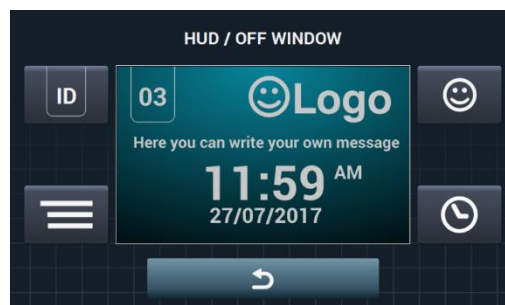 HUD / OFF WINDOW
ID
03
Logo
Here you can write your own message
11:59 AM
27/07/2017